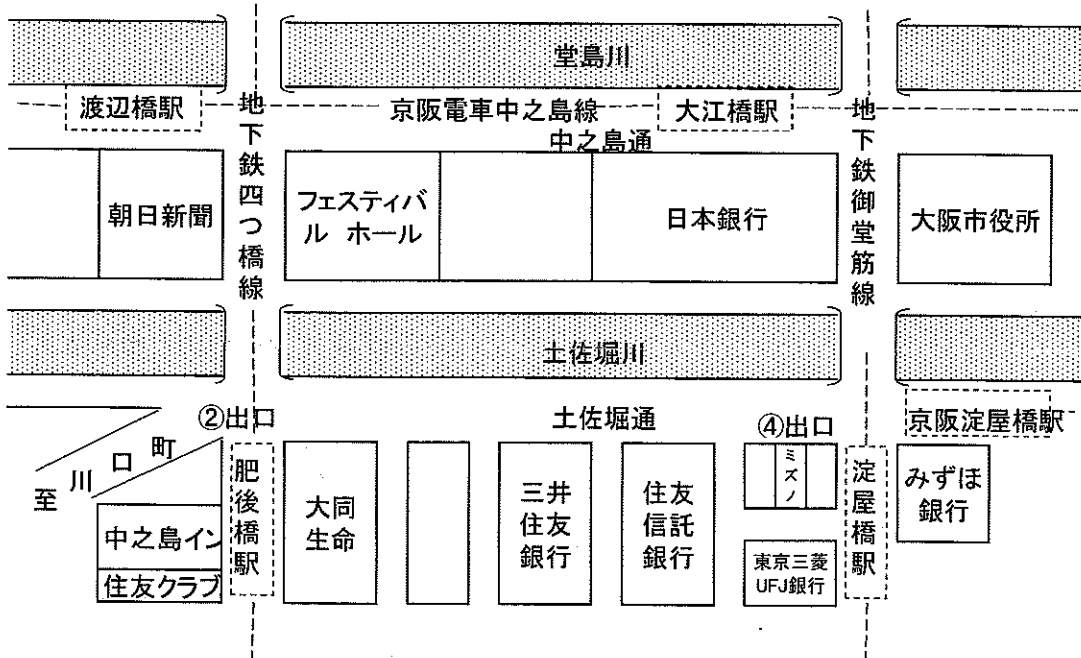 堂島川
渡辺橋駅
京阪電車中之島線
大江橋駅
中之島通
地下鉄四つ橋線
地下鉄御堂筋線
朝日新聞
フェスティバ
ル ホール
日本銀行
大阪市役所
土佐堀川
②出口
土佐堀通
④出口
京阪淀屋橋駅
至川口町
肥後橋駅
大同
生命
三井
住友
銀行
住友
信託
銀行
ミズノ
淀屋橋駅
みずほ
銀行
中之島イン
住友クラブ
東京三菱
UFJ銀行